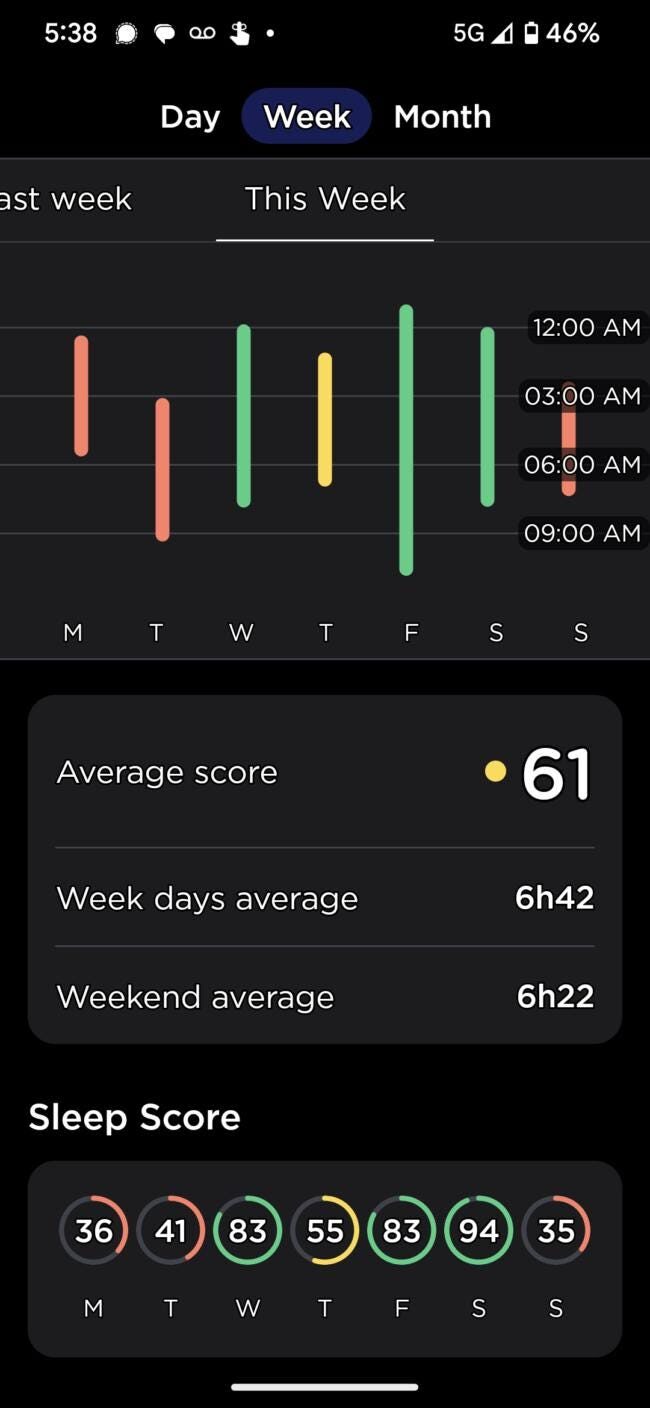 5:38 5G 46%
Day Week Month
ast week This Week
12:00 AM
03:00 AM
06:00 AM
09:00 AM
M T W T F S S
Average score 61
Week days average 6h42
Weekend average 6h22
Sleep Score
36 41 83 55 83 94 35
M T W T F S S